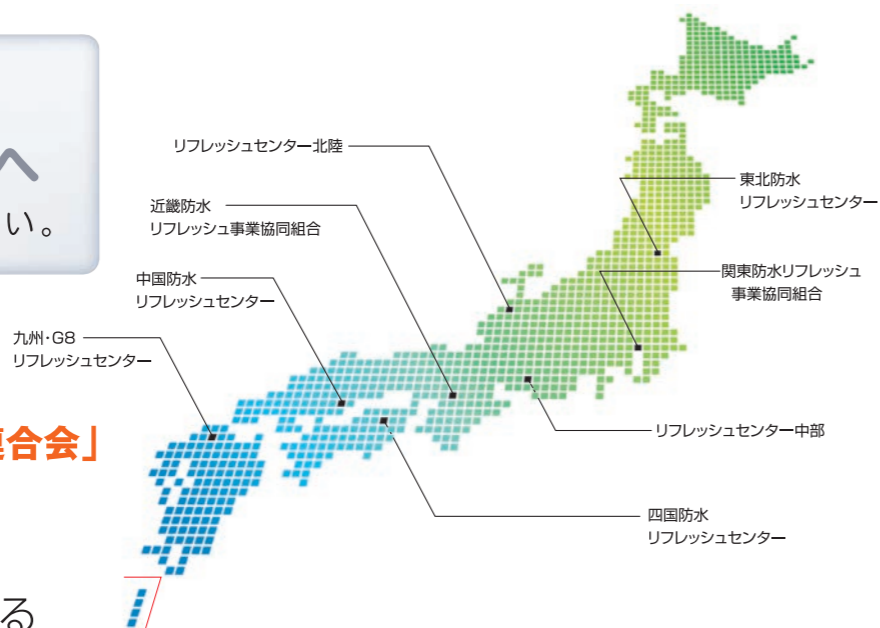 へ
い。
リフレッシュセンター北陸
近畿防水
リフレッシュ事業協同組合
中国防水
リフレッシュセンター
九州・G8
リフレッシュセンター
東北防水
リフレッシュセンター
関東防水リフレッシュ
事業協同組合
リフレッシュセンター中部
四国防水
リフレッシュセンター
連合会」
る